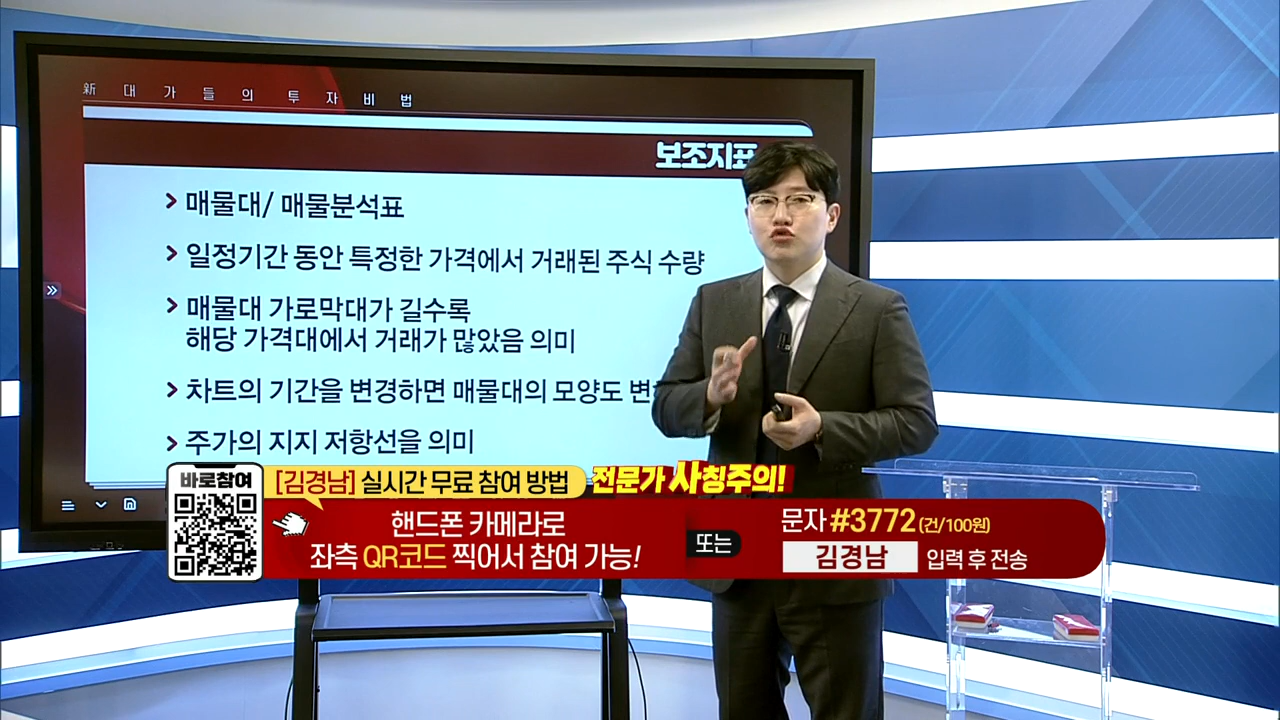 新 대 가 들 의 투 자 비 법
보조지표
매물대/ 매물분석표
일정기간 동안 특정한 가격에서 거래된 주식 수량
매물대 가로막대가 길수록
해당 가격대에서 거래가 많았음 의미
차트의 기간을 변경하면 매물대의 모양도
주가의 지지 저항선을 의미
바로참여
[김경남] 실시간 무료 참여 방법
전문가 사칭주의!
핸드폰 카메라로
좌측 QR코드 찍어서 참여 가능!
또는
문자 #3772 (건/100원)
김경남 입력 후 전송